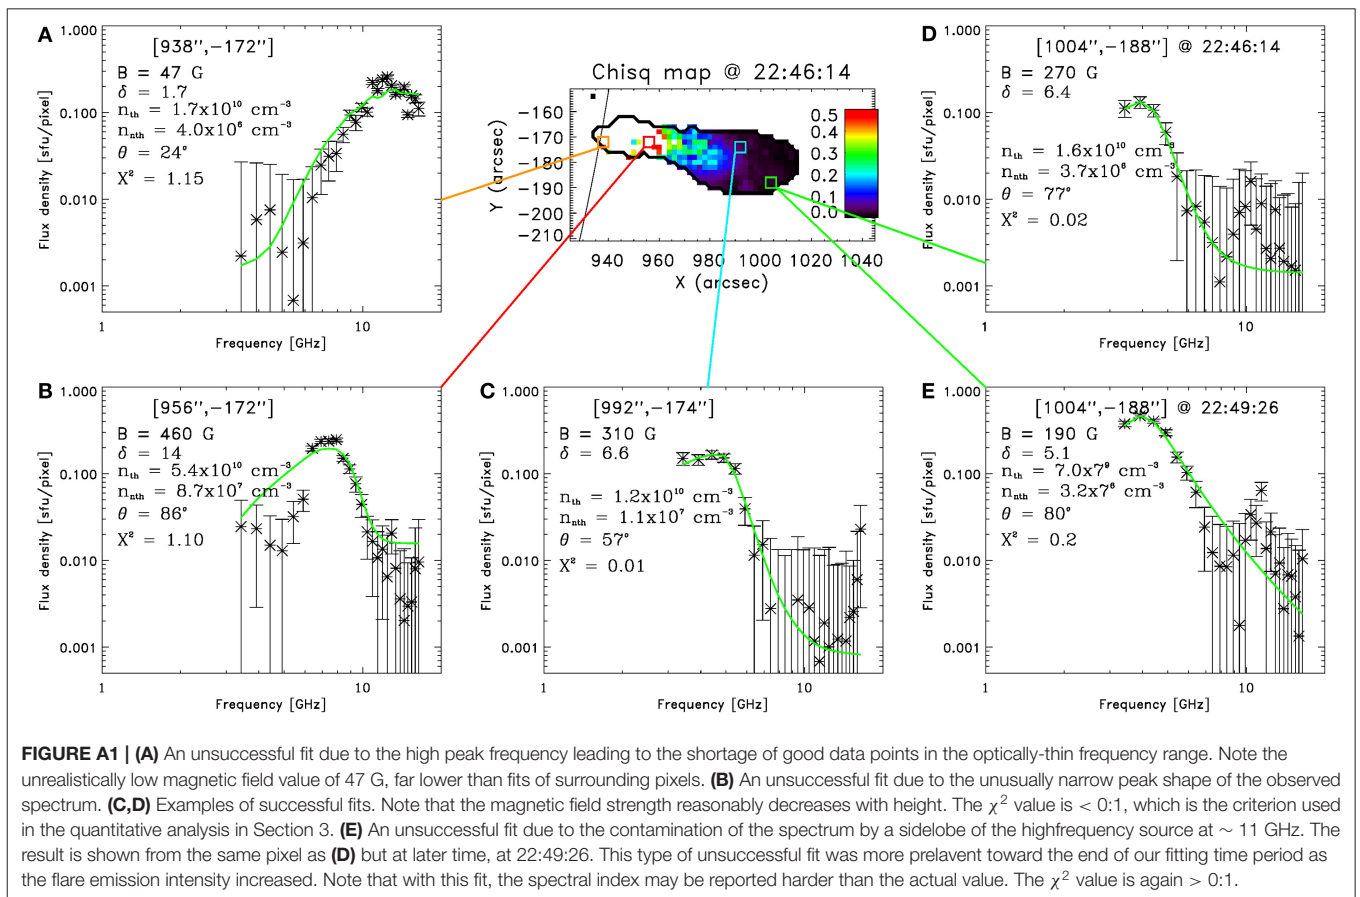 A
[938",−172"]
B = 47 G
δ = 1.7
n_th = 1.7x10^10 cm^-3
n_nth = 4.0x10^6 cm^-3
θ = 24°
X² = 1.15
1.000
0.100
0.010
0.001
Flux density [sfu/pixel]
1
10
Frequency [GHz]
Chisq map @ 22:46:14
−160
−170
−180
−190
−200
−210
Y (arcsec)
940 960 980 1000 1020 1040
X (arcsec)
0.5
0.4
0.3
0.2
0.1
0.0
D
[1004",−188"] @ 22:46:14
B = 270 G
δ = 6.4
n_th = 1.6x10^10 cm^-3
n_nth = 3.7x10^6 cm^-3
θ = 77°
X² = 0.02
1.000
0.100
0.010
0.001
Flux density [sfu/pixel]
1
10
Frequency [GHz]
B
[956",−172"]
B = 460 G
δ = 14
n_th = 5.4x10^10 cm^-3
n_nth = 8.7x10^7 cm^-3
θ = 86°
X² = 1.10
1.000
0.100
0.010
0.001
Flux density [sfu/pixel]
1
10
Frequency [GHz]
C
[992",−174"]
B = 310 G
δ = 6.6
n_th = 1.2x10^10 cm^-3
n_nth = 1.1x10^7 cm^-3
θ = 57°
X² = 0.01
1.000
0.100
0.010
0.001
Flux density [sfu/pixel]
1
10
Frequency [GHz]
E
[1004",−188"] @ 22:49:26
B = 190 G
δ = 5.1
n_th = 7.0x7^9 cm^-3
n_nth = 3.2x7^6 cm^-3
θ = 80°
X² = 0.2
1.000
0.100
0.010
0.001
Flux density [sfu/pixel]
1
10
Frequency [GHz]
FIGURE A1 | (A) An unsuccessful fit due to the high peak frequency leading to the shortage of good data points in the optically-thin frequency range. Note the
unrealistically low magnetic field value of 47 G, far lower than fits of surrounding pixels. (B) An unsuccessful fit due to the unusually narrow peak shape of the observed
spectrum. (C,D) Examples of successful fits. Note that the magnetic field strength reasonably decreases with height. The χ² value is < 0:1, which is the criterion used
in the quantitative analysis in Section 3. (E) An unsuccessful fit due to the contamination of the spectrum by a sidelobe of the highfrequency source at ∼ 11 GHz. The
result is shown from the same pixel as (D) but at later time, at 22:49:26. This type of unsuccessful fit was more prelavent toward the end of our fitting time period as
the flare emission intensity increased. Note that with this fit, the spectral index may be reported harder than the actual value. The χ² value is again > 0:1.